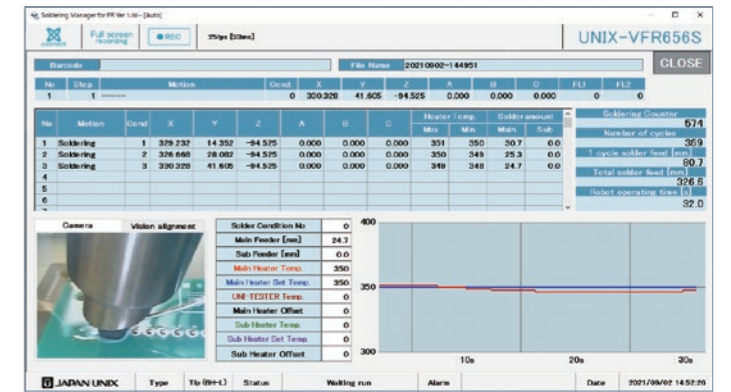 Soldering Manager for FR Ver 1.00 - [Auto]
connect Full screen recording REC 25fps [23ms] UNIX-VFR656S
Barcode File Name 20210902-144951 CLOSE
No Step Motion Cond. X Y Z A B C FL1 FL2
1 1 0 330.328 41.605 -94.525 0.000 0.000 0.000 0 0
No Motion Cond X Y Z A B C Heater Temp. Max Min Solder amount Main Sub
1 Soldering 1 329.232 14.352 -94.525 0.000 0.000 0.000 351 350 30.7 0.0
2 Soldering 2 326.668 28.082 -94.525 0.000 0.000 0.000 350 349 25.3 0.0
3 Soldering 3 330.328 41.605 -94.525 0.000 0.000 0.000 349 348 24.7 0.0
4
5
6
Soldering Counter
574
Number of cycles
359
1 cycle solder feed [mm]
80.7
Total solder feed [mm]
326.6
Robot operating time [s]
32.0
Camera Vision alignment
Solder Condition No 0
Main Feeder [mm] 24.7
Sub Feeder [mm] 0.0
Main Heater Temp. 350
Main Heater Set Temp. 350
UNI-TESTER Temp. 0
Main Heater Offset 0
Sub Heater Temp. 0
Sub Heater Set Temp. 0
Sub Heater Offset 0
400
350
300
10s 20s 30s
JAPAN UNIX Type Tip (BH-L) Status Waiting run Alarm Date 2021/09/02 14:52:26